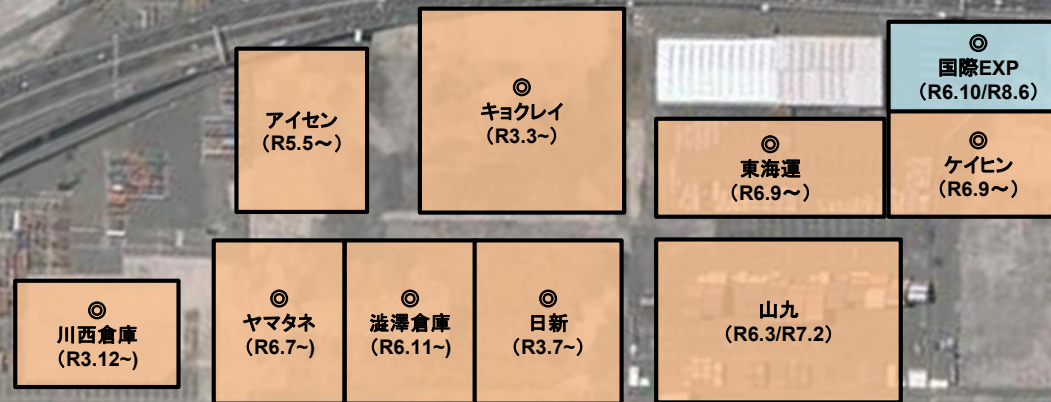 アイセン
（R5.5～）
◎
キョクレイ
（R3.3~）
◎
国際EXP
（R6.10/R8.6）
◎
東海運
（R6.9～）
◎
ケイヒン
（R6.9～）
◎
川西倉庫
（R3.12~)
◎
ヤマタネ
（R6.7~)
◎
澁澤倉庫
（R6.11~)
◎
日新
（R3.7~）
山九
（R6.3/R7.2）